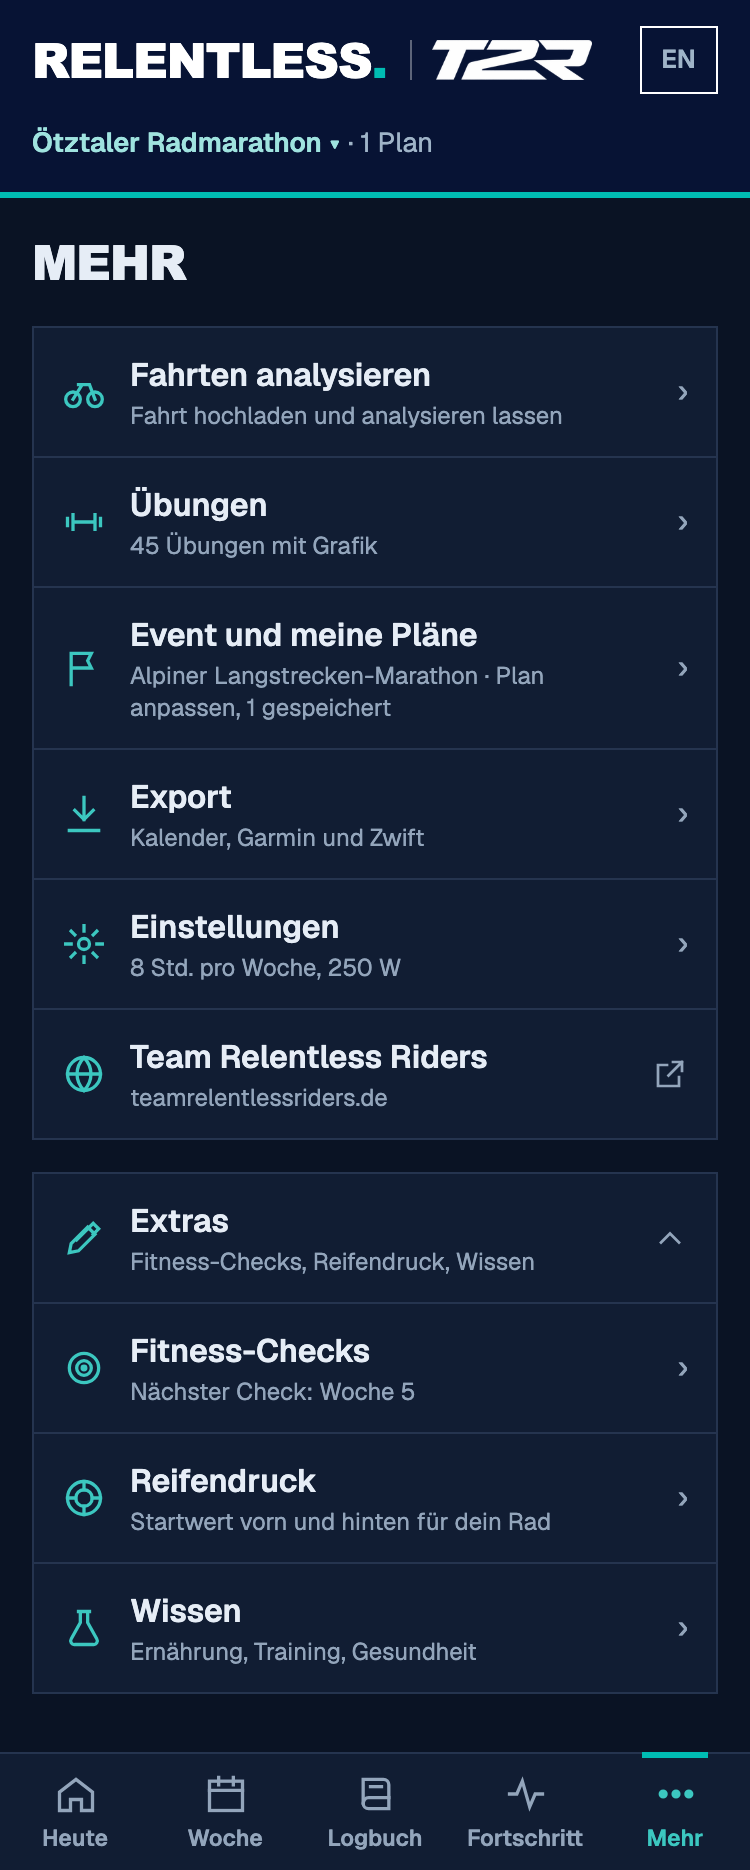 RELENTLESS. | T2R
EN
Ötztaler Radmarathon ▾ · 1 Plan
MEHR
Fahrten analysieren
Fahrt hochladen und analysieren lassen
Übungen
45 Übungen mit Grafik
Event und meine Pläne
Alpiner Langstrecken-Marathon · Plan
anpassen, 1 gespeichert
Export
Kalender, Garmin und Zwift
Einstellungen
8 Std. pro Woche, 250 W
Team Relentless Riders
teamrelentlessriders.de
Extras
Fitness-Checks, Reifendruck, Wissen
Fitness-Checks
Nächster Check: Woche 5
Reifendruck
Startwert vorn und hinten für dein Rad
Wissen
Ernährung, Training, Gesundheit
Heute
Woche
Logbuch
Fortschritt
Mehr